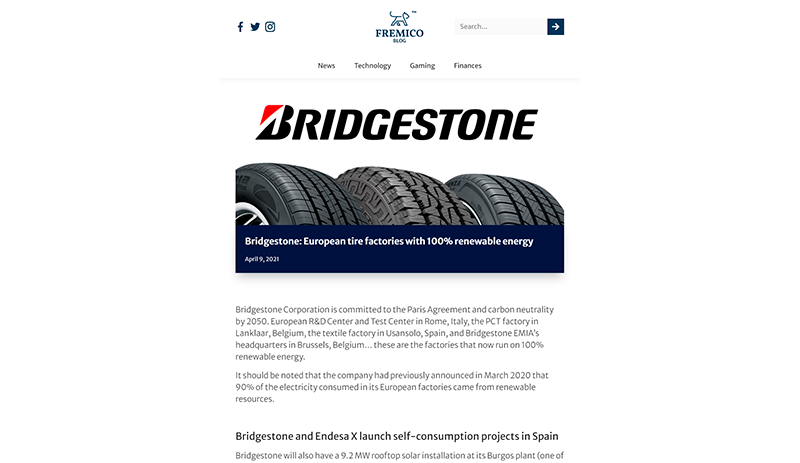 ™
FREMICO
BLOG
Search...
News Technology Gaming Finances
BRIDGESTONE
Bridgestone: European tire factories with 100% renewable energy
April 9, 2021
Bridgestone Corporation is committed to the Paris Agreement and carbon neutrality
by 2050. European R&D Center and Test Center in Rome, Italy, the PCT factory in
Lanklaar, Belgium, the textile factory in Usansolo, Spain, and Bridgestone EMIA's
headquarters in Brussels, Belgium… these are the factories that now run on 100%
renewable energy.
It should be noted that the company had previously announced in March 2020 that
90% of the electricity consumed in its European factories came from renewable
resources.
Bridgestone and Endesa X launch self-consumption projects in Spain
Bridgestone will also have a 9.2 MW rooftop solar installation at its Burgos plant (one of